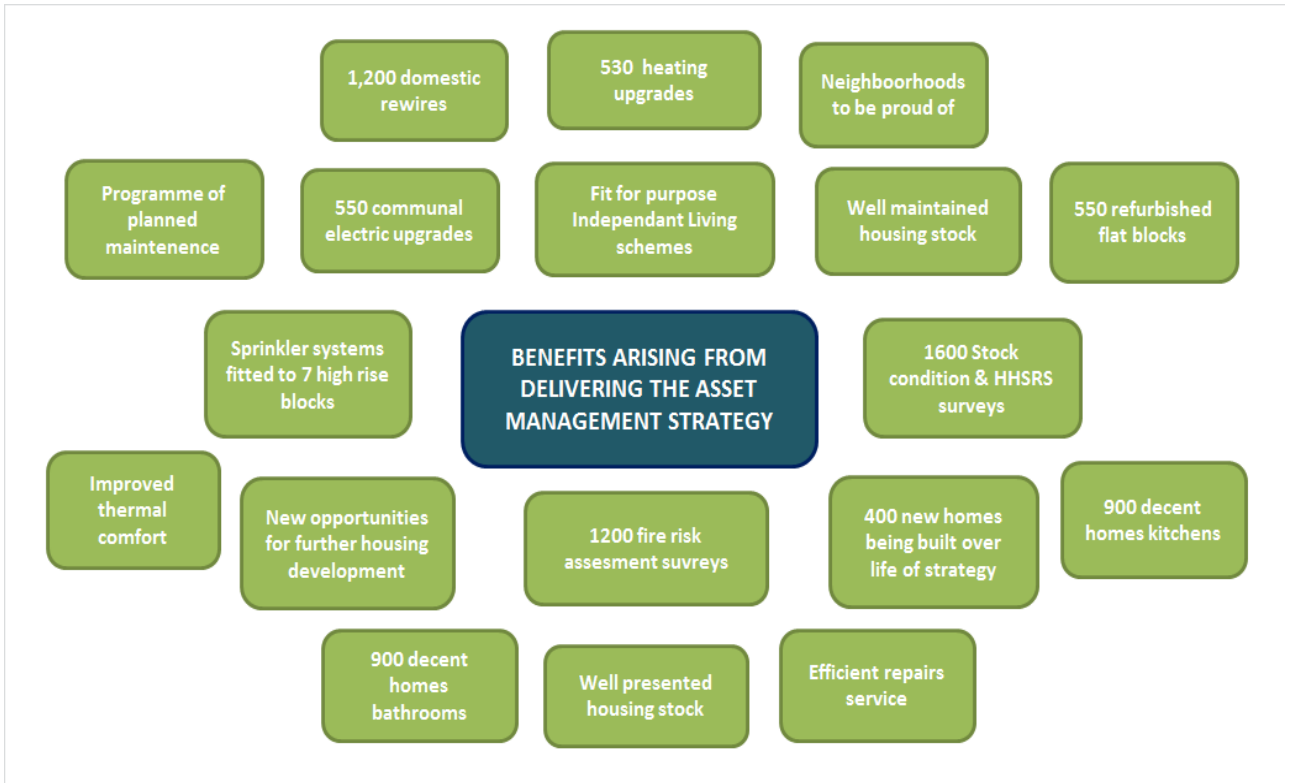 1,200 domestic
rewires
530 heating
upgrades
Neighboorhoods
to be proud of
Programme of
planned
maintenence
550 communal
electric upgrades
Fit for purpose
Independant Living
schemes
Well maintained
housing stock
550 refurbished
flat blocks
Sprinkler systems
fitted to 7 high rise
blocks
BENEFITS ARISING FROM
DELIVERING THE ASSET
MANAGEMENT STRATEGY
1600 Stock
condition & HHSRS
surveys
Improved
thermal
comfort
New opportunities
for further housing
development
1200 fire risk
assesment suvreys
400 new homes
being built over
life of strategy
900 decent
homes kitchens
900 decent
homes
bathrooms
Well presented
housing stock
Efficient repairs
service